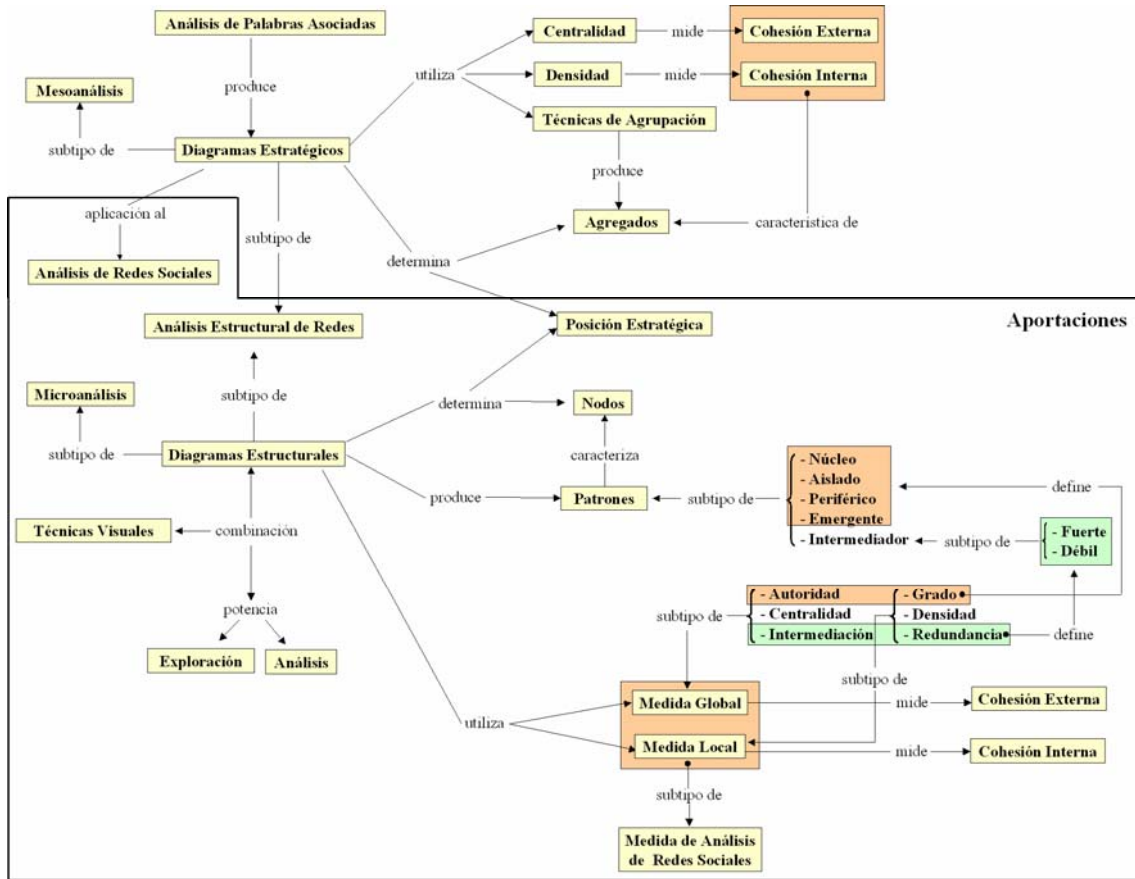 Análisis de Palabras Asociadas
produce
Mesoanálisis
subtipo de
Diagramas Estratégicos
utiliza
Centralidad
mide
Cohesión Externa
Densidad
mide
Cohesión Interna
Técnicas de Agrupación
produce
Agregados
característica de
aplicación al
Análisis de Redes Sociales
subtipo de
determina
Análisis Estructural de Redes
Posición Estratégica
Aportaciones
Microanálisis
subtipo de
subtipo de
Diagramas Estructurales
determina
Nodos
caracteriza
produce
Patrones
subtipo de
- Núcleo
- Aislado
- Periférico
- Emergente
- Intermediador
define
subtipo de
- Fuerte
- Débil
Técnicas Visuales
combinación
potencia
Exploración
Análisis
subtipo de
- Autoridad
- Centralidad
- Intermediación
- Grado
- Densidad
- Redundancia
define
subtipo de
utiliza
Medida Global
mide
Cohesión Externa
Medida Local
mide
Cohesión Interna
subtipo de
Medida de Análisis
de Redes Sociales